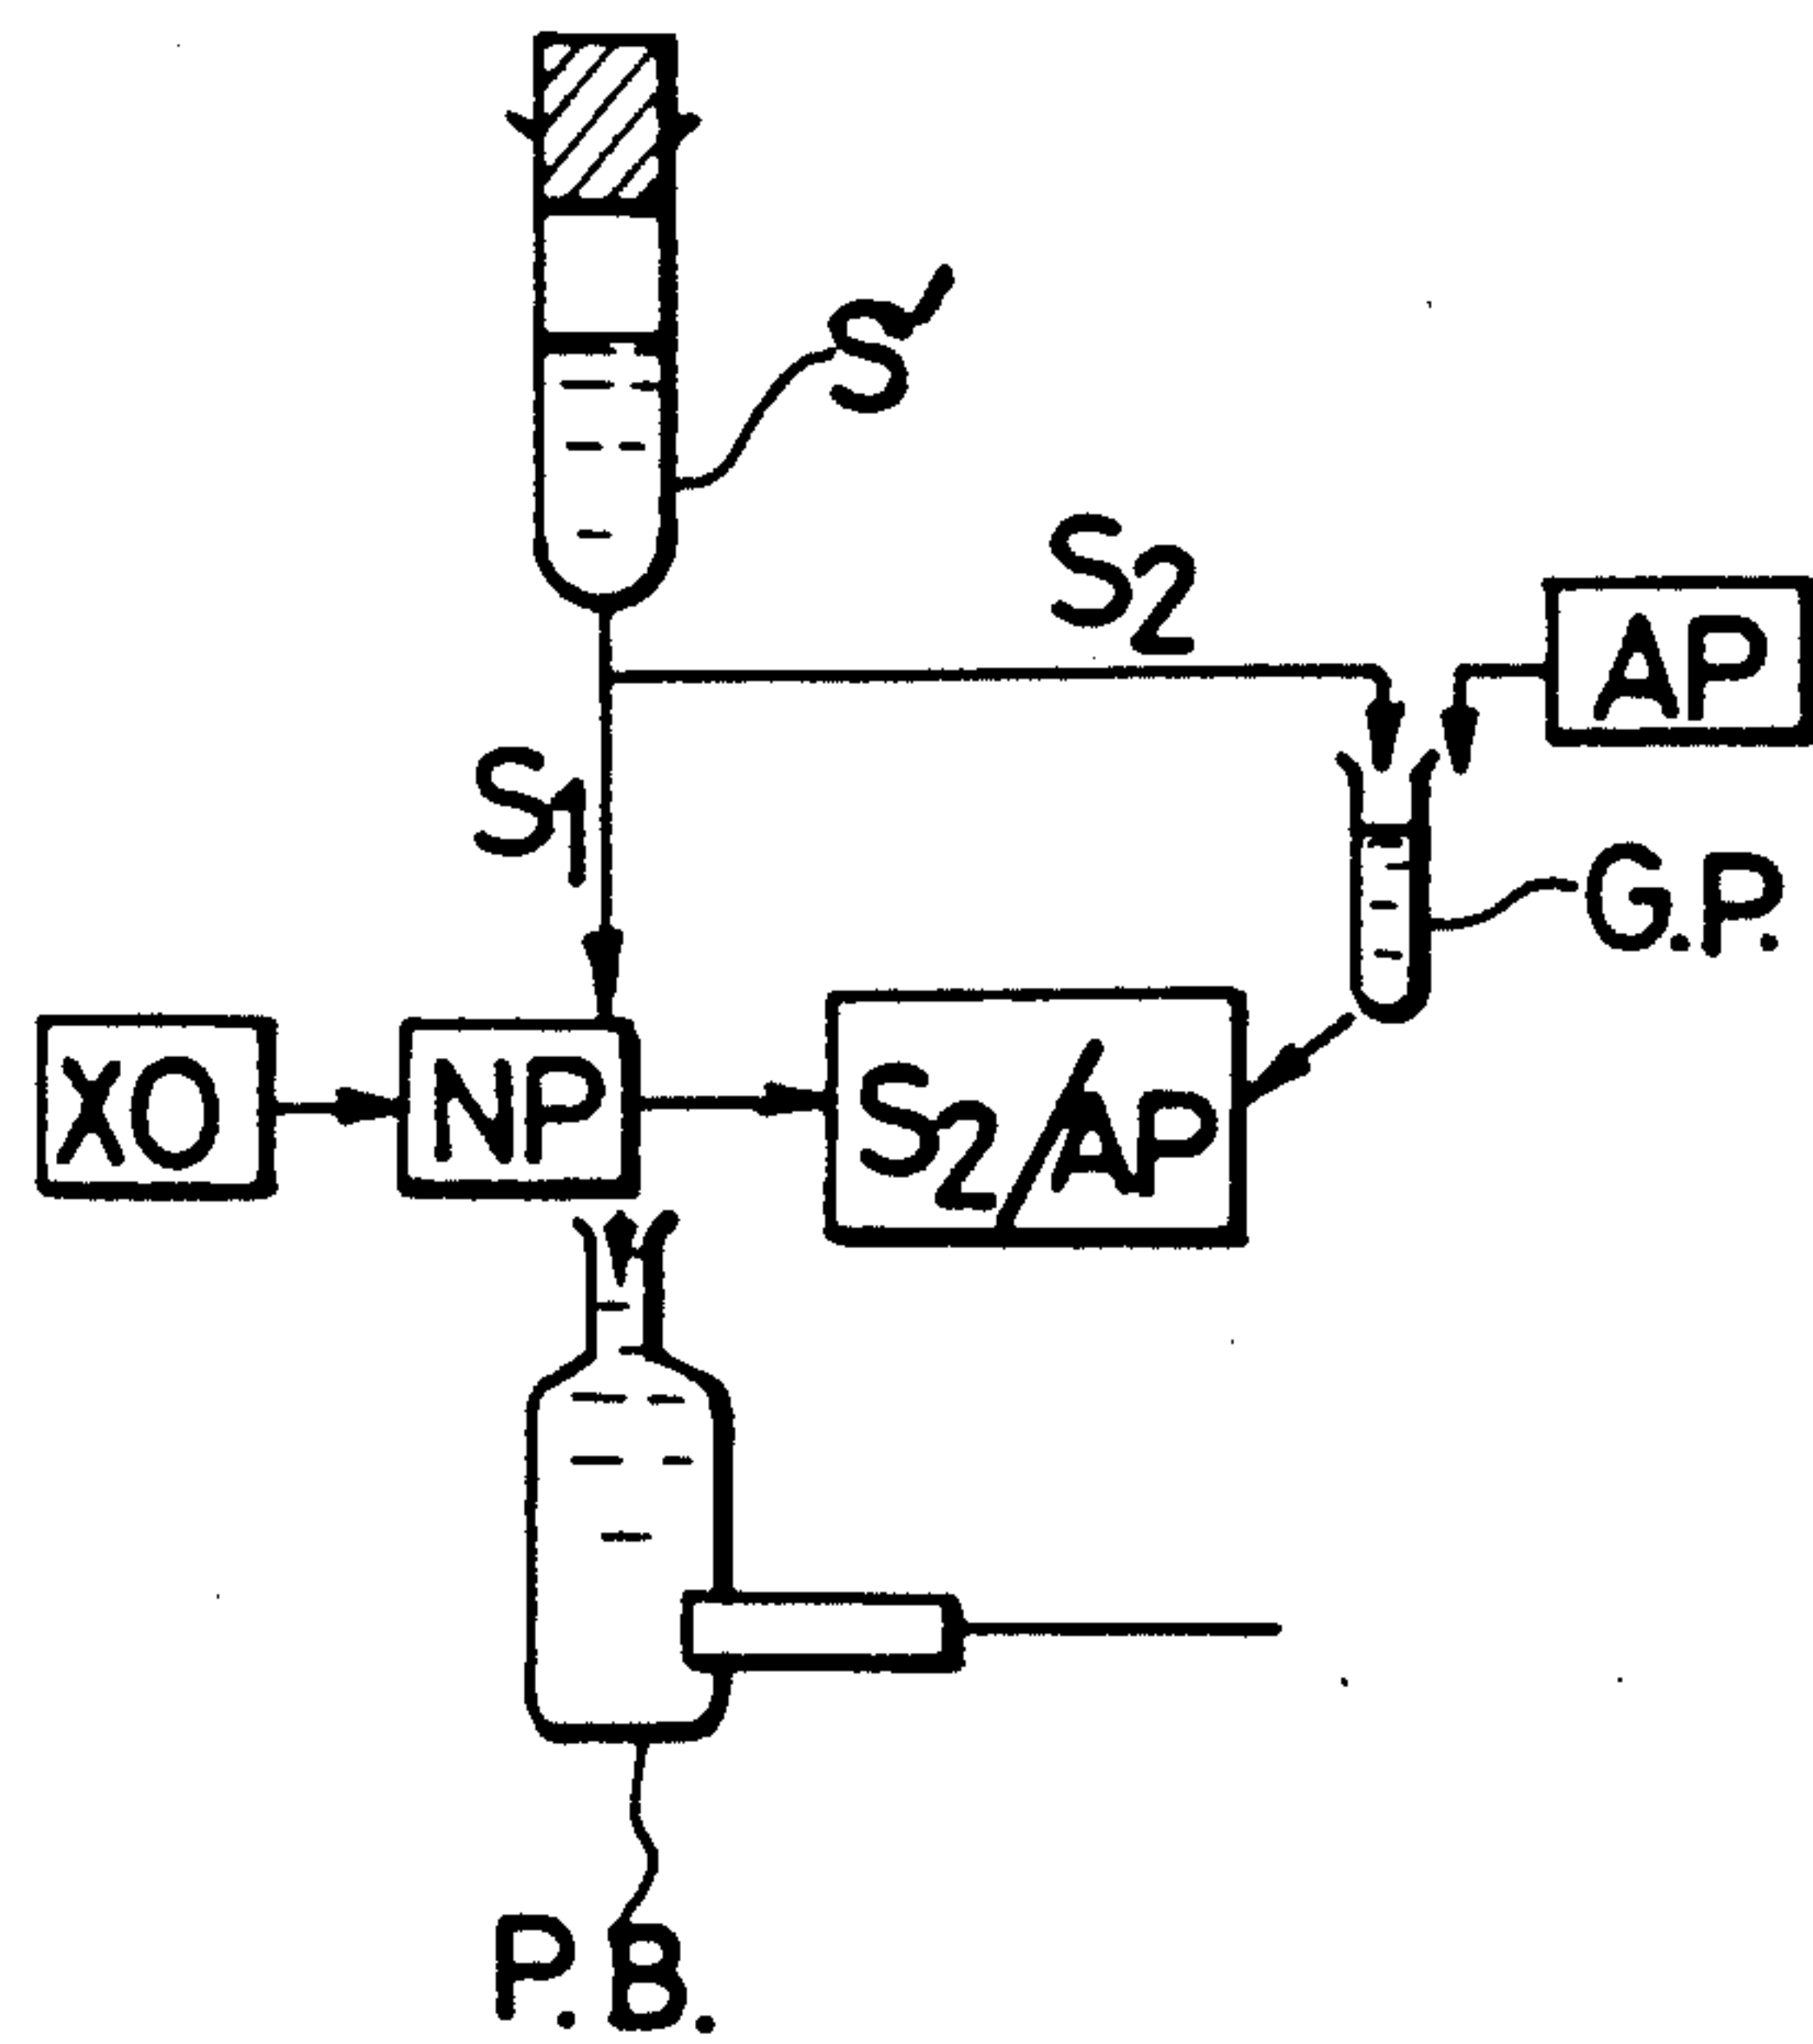 S'
S2
AP
S1
G.P.
XO
NP
S2/AP
P.B.